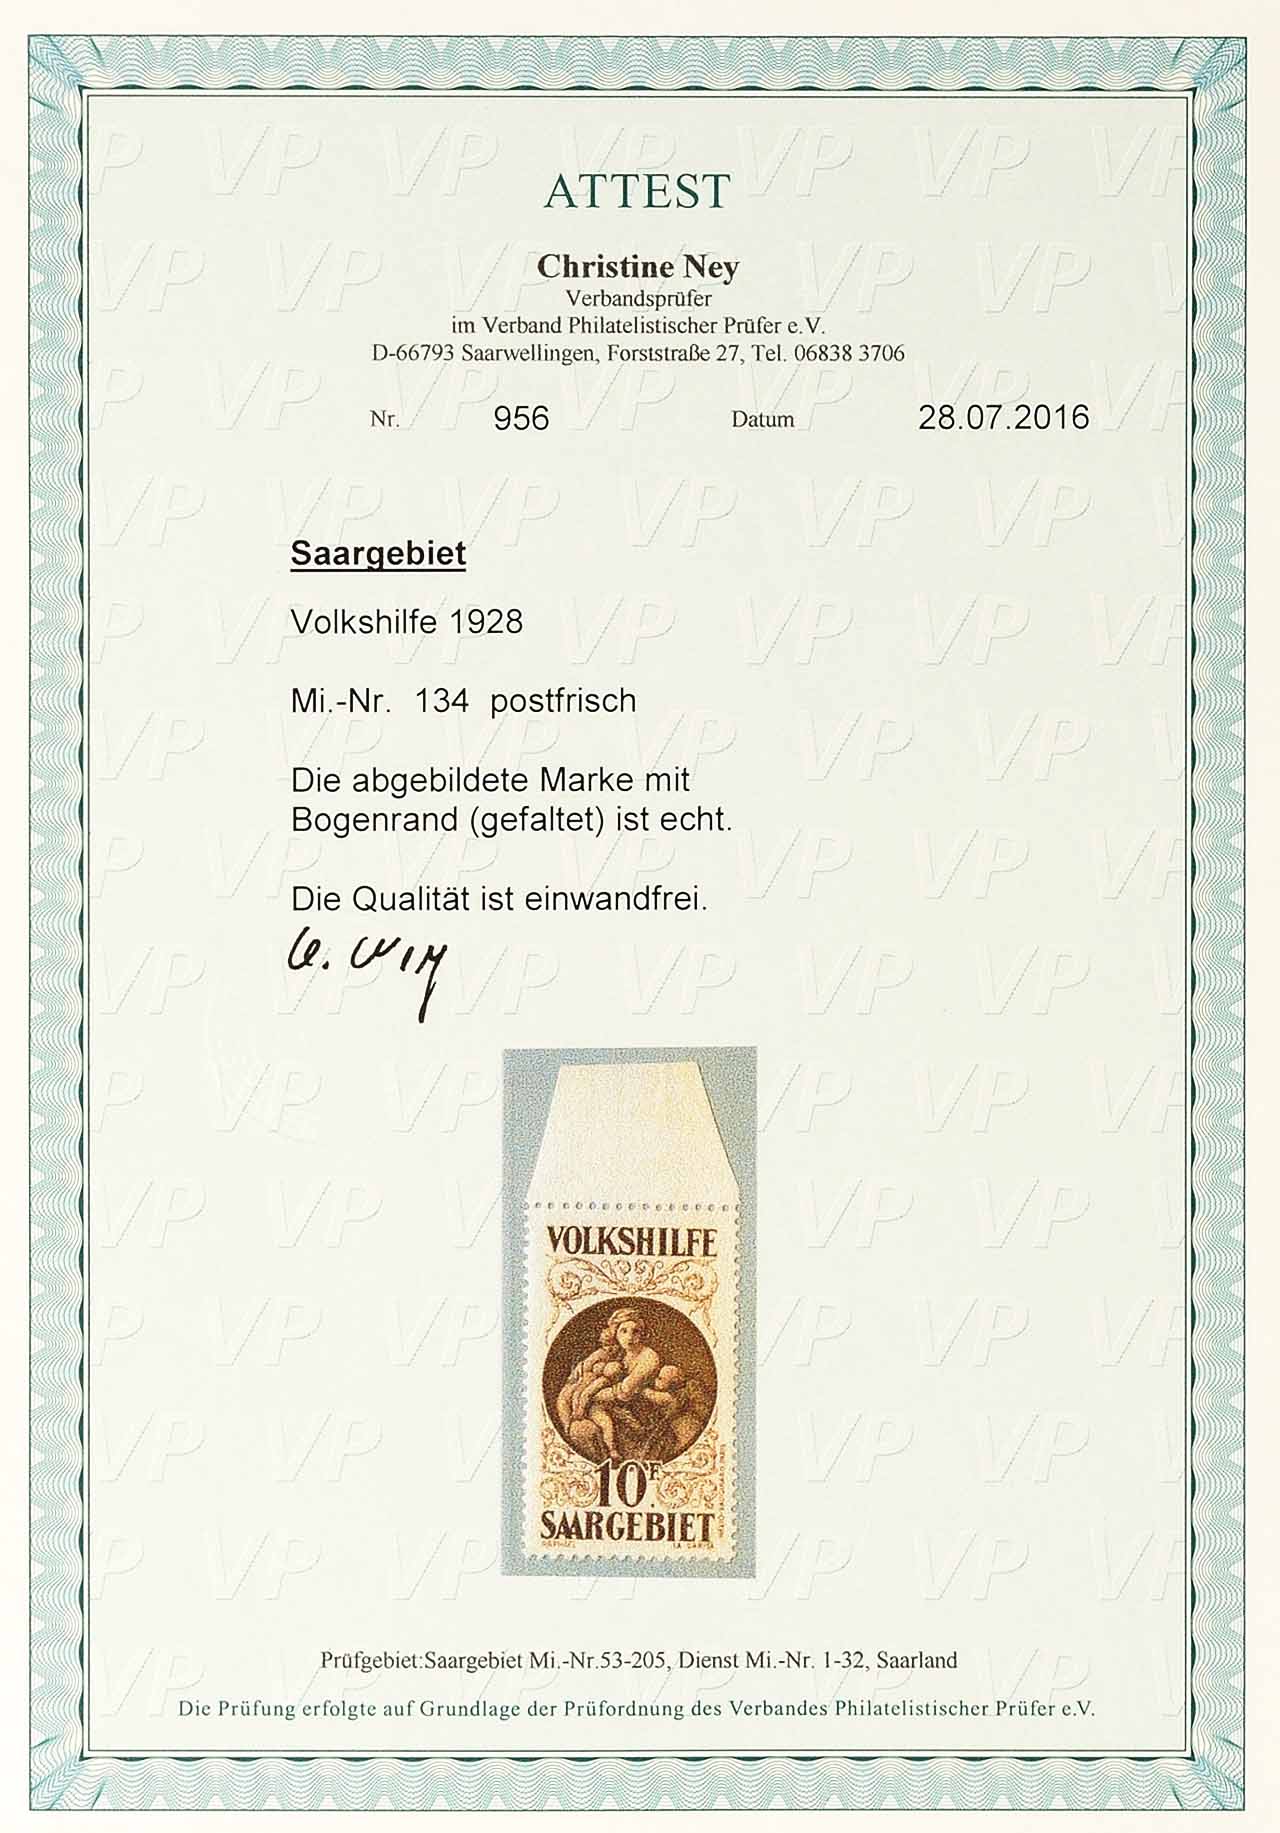 ATTEST
Christine Ney
Verbandsprüfer
im Verband Philatelistischer Prüfer e.V.
D-66793 Saarwellingen, Forststraße 27, Tel. 06838 3706
Nr. 956 Datum 28.07.2016
Saargebiet
Volkshilfe 1928
Mi.-Nr. 134 postfrisch
Die abgebildete Marke mit
Bogenrand (gefaltet) ist echt.
Die Qualität ist einwandfrei.
VOLKSHILFE
10F.
SAARGEBIET
RAPHAEL LA CARITA
Prüfgebiet:Saargebiet Mi.-Nr.53-205, Dienst Mi.-Nr. 1-32, Saarland
Die Prüfung erfolgte auf Grundlage der Prüfordnung des Verbandes Philatelistischer Prüfer e.V.